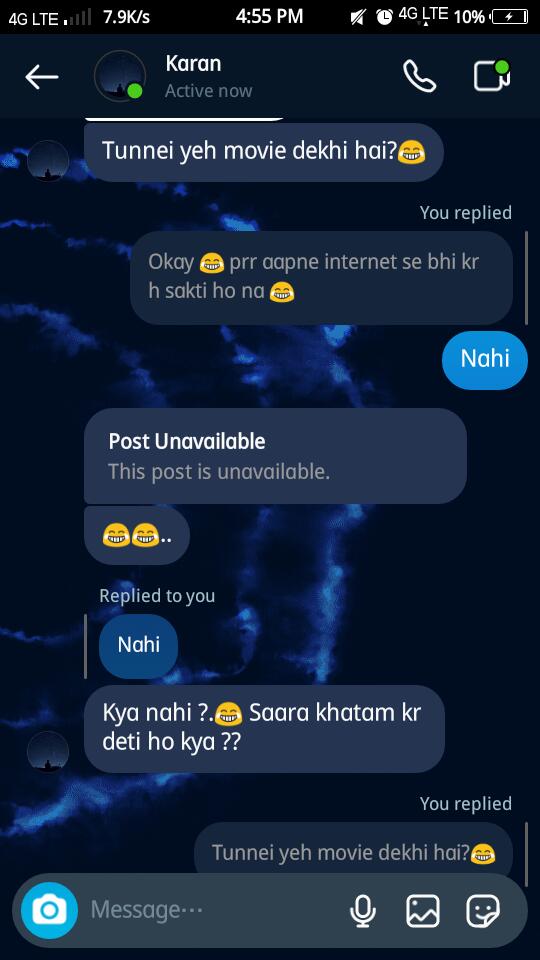 4G LTE 7.9K/s 4:55 PM 4G LTE 10%
Karan
Active now
Tunnei yeh movie dekhi hai?😂
You replied
Okay 😂 prr aapne internet se bhi kr
h sakti ho na 😂
Nahi
Post Unavailable
This post is unavailable.
😂😂..
Replied to you
Nahi
Kya nahi ?.😂 Saara khatam kr
deti ho kya ??
You replied
Tunnei yeh movie dekhi hai?😂
Message...